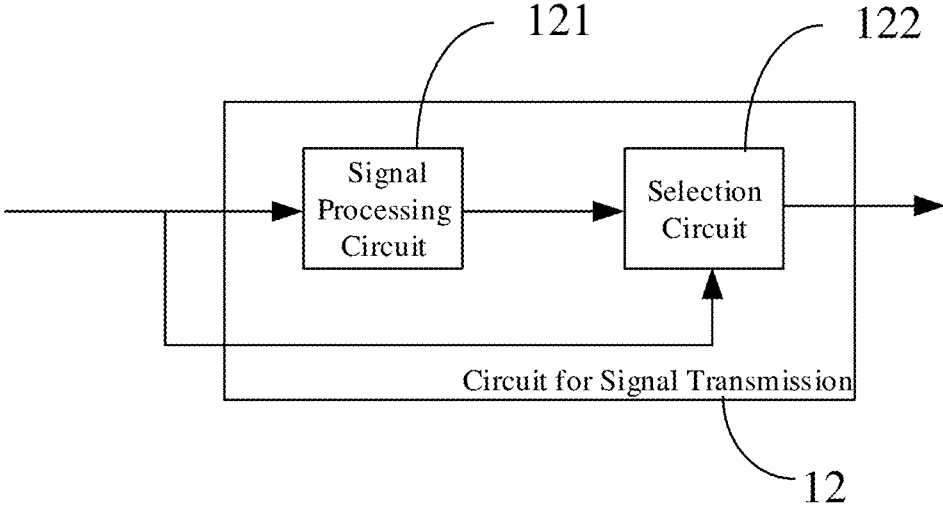 121
122
Signal
Processing
Circuit
Selection
Circuit
Circuit for Signal Transmission
12